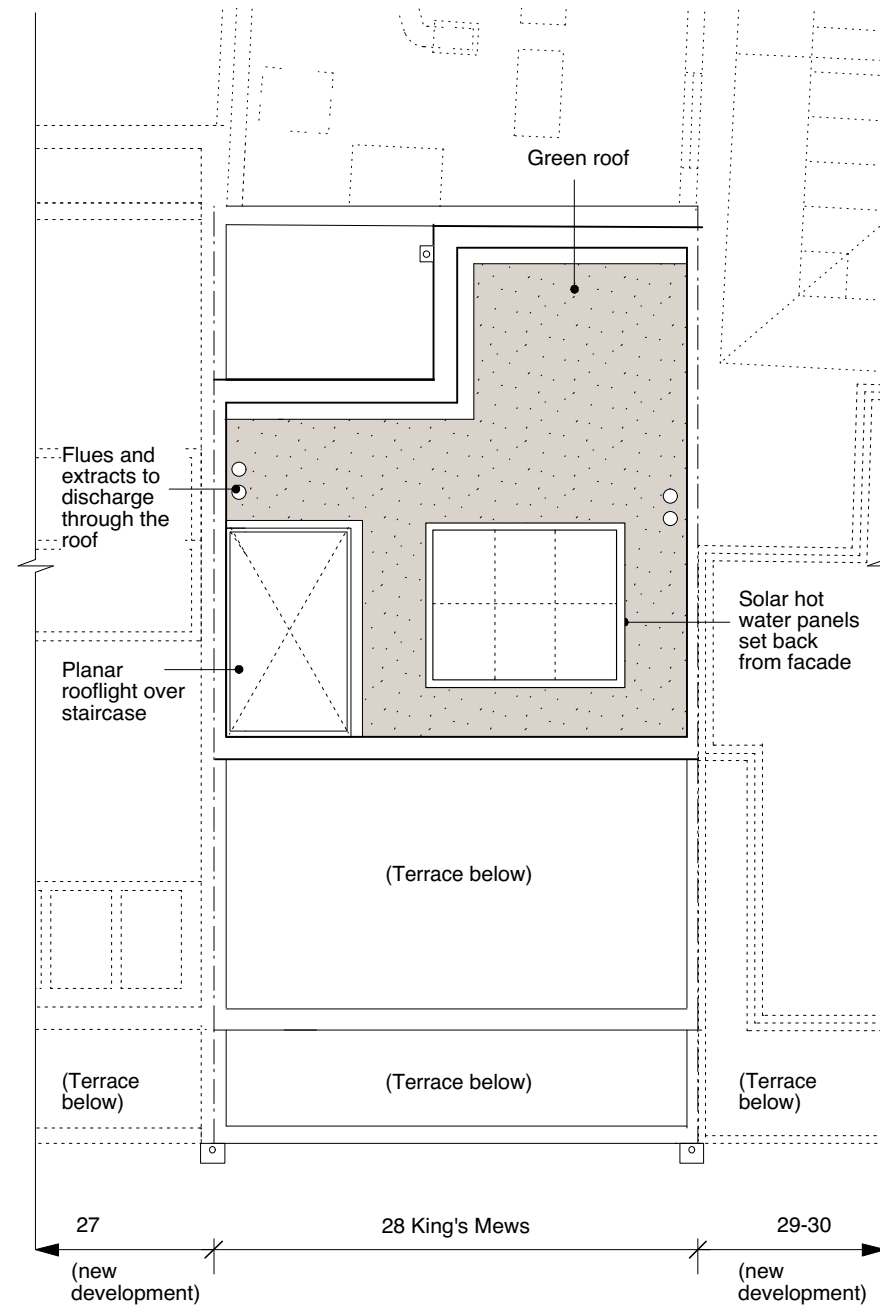 Green roof
Flues and
extracts to
discharge
through the
roof
Solar hot
water panels
set back
from facade
Planar
rooflight over
staircase
(Terrace below)
(Terrace
below)
(Terrace below)
(Terrace
below)
27
28 King's Mews
29-30
(new
development)
(new
development)